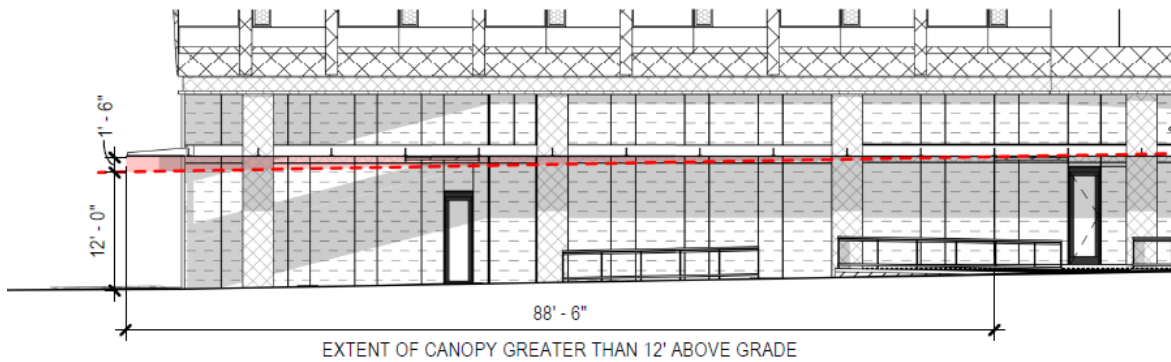 1' - 6"
12' - 0"
88' - 6"
EXTENT OF CANOPY GREATER THAN 12' ABOVE GRADE